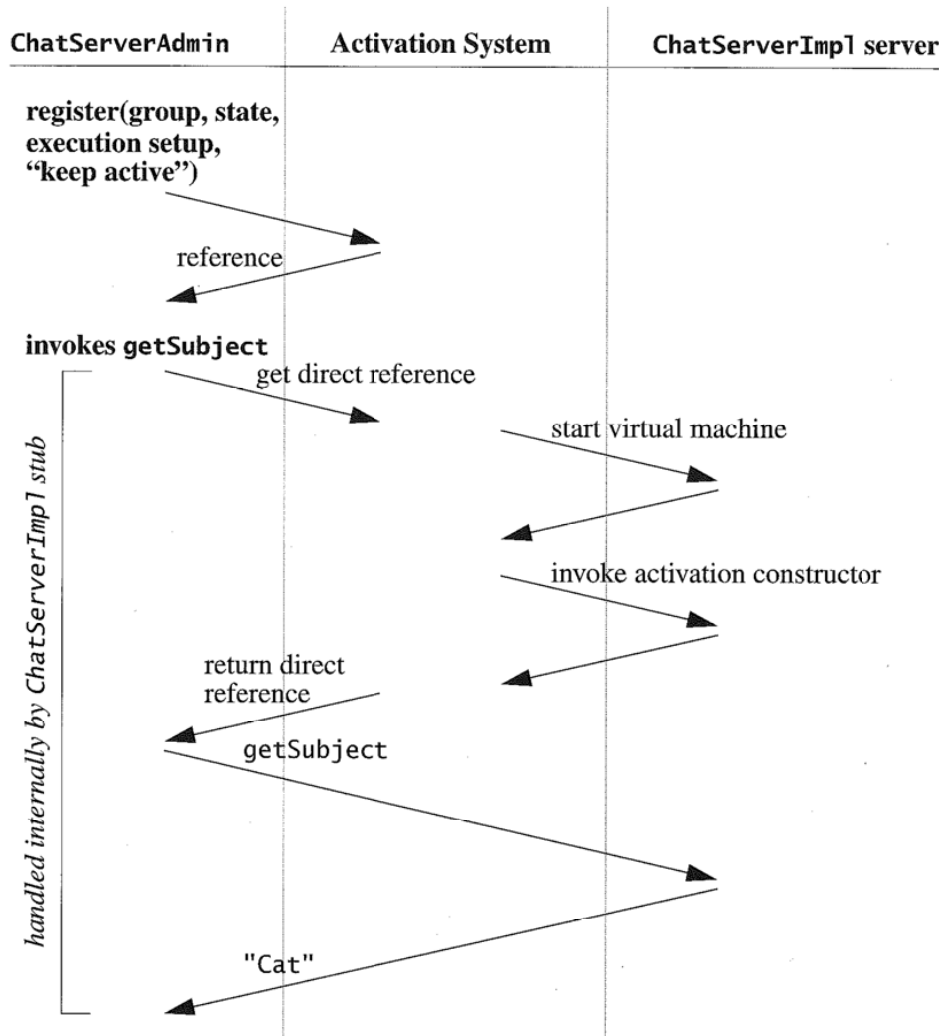 ChatServerAdmin
Activation System
ChatServerImpl server
register(group, state,
execution setup,
“keep active”)
reference
invokes getSubject
get direct reference
start virtual machine
invoke activation constructor
return direct
reference
getSubject
"Cat"
handled internally by ChatServerImpl stub